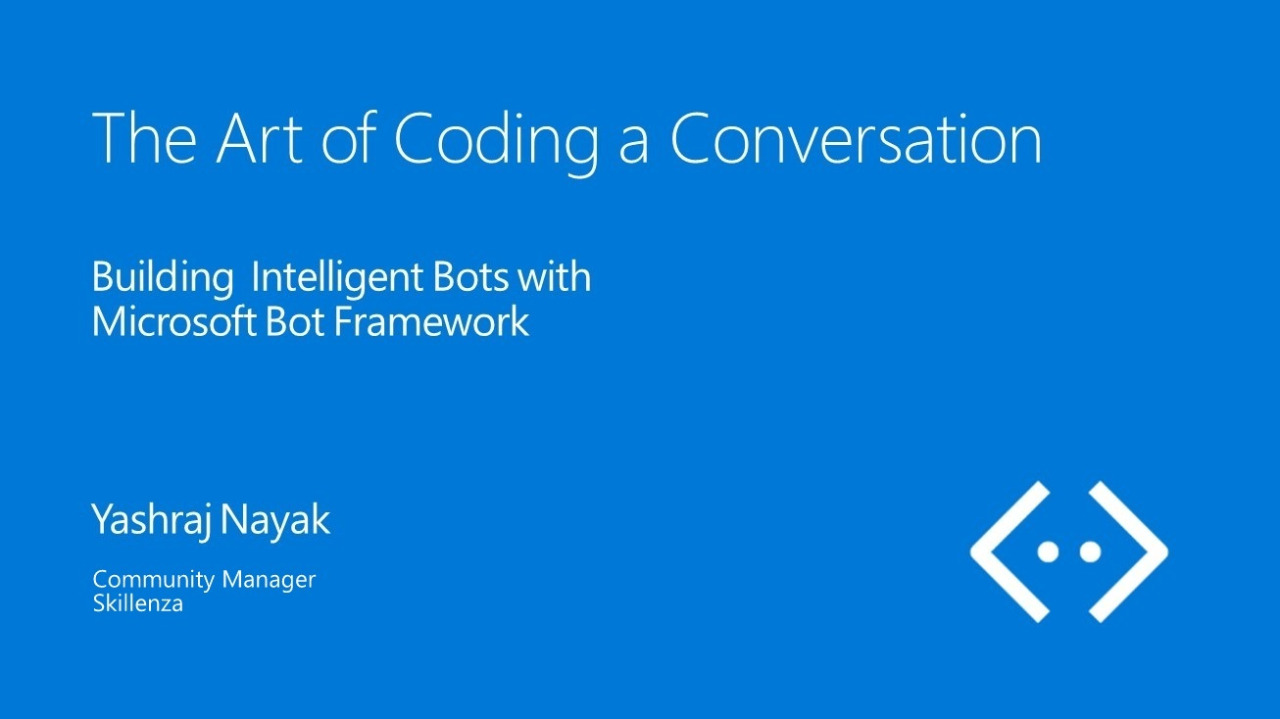 The Art of Coding a Conversation
Building Intelligent Bots with
Microsoft Bot Framework
Yashraj Nayak
Community Manager
Skillenza